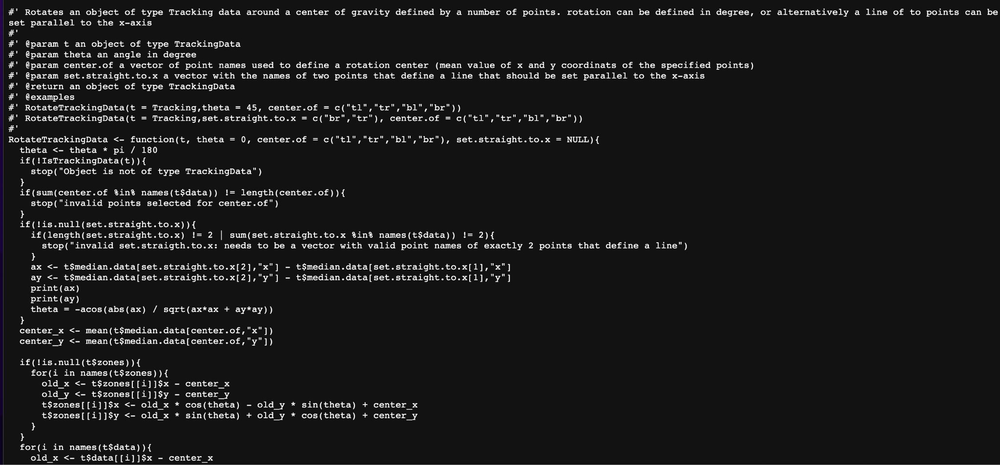 #' Rotates an object of type Tracking data around a center of gravity defined by a number of points. rotation can be defined in degree, or alternatively a line of to points can be
set parallel to the x-axis
#'
#' @param t an object of type TrackingData
#' @param theta an angle in degree
#' @param center.of a vector of point names used to define a rotation center (mean value of x and y coordinats of the specified points)
#' @param set.straight.to.x a vector with the names of two points that define a line that should be set parallel to the x-axis
#' @return an object of type TrackingData
#' @examples
#' RotateTrackingData(t = Tracking,theta = 45, center.of = c("tl","tr","bl","br"))
#' RotateTrackingData(t = Tracking,set.straight.to.x = c("br","tr"), center.of = c("tl","tr","bl","br"))
#'
RotateTrackingData <- function(t, theta = 0, center.of = c("tl","tr","bl","br"), set.straight.to.x = NULL){
  theta <- theta * pi / 180
  if(!IsTrackingData(t)){
    stop("Object is not of type TrackingData")
  }
  if(sum(center.of %in% names(t$data)) != length(center.of)){
    stop("invalid points selected for center.of")
  }
  if(!is.null(set.straight.to.x)){
    if(length(set.straight.to.x) != 2 | sum(set.straight.to.x %in% names(t$data)) != 2){
      stop("invalid set.straigth.to.x: needs to be a vector with valid point names of exactly 2 points that define a line")
    }
    ax <- t$median.data[set.straight.to.x[2],"x"] - t$median.data[set.straight.to.x[1],"x"]
    ay <- t$median.data[set.straight.to.x[2],"y"] - t$median.data[set.straight.to.x[1],"y"]
    print(ax)
    print(ay)
    theta = -acos(abs(ax) / sqrt(ax*ax + ay*ay))
  }
  center_x <- mean(t$median.data[center.of,"x"])
  center_y <- mean(t$median.data[center.of,"y"])

  if(!is.null(t$zones)){
    for(i in names(t$zones)){
      old_x <- t$zones[[i]]$x - center_x
      old_y <- t$zones[[i]]$y - center_y
      t$zones[[i]]$x <- old_x * cos(theta) - old_y * sin(theta) + center_x
      t$zones[[i]]$y <- old_x * sin(theta) + old_y * cos(theta) + center_y
    }
  }
  for(i in names(t$data)){
    old_x <- t$data[[i]]$x - center_x